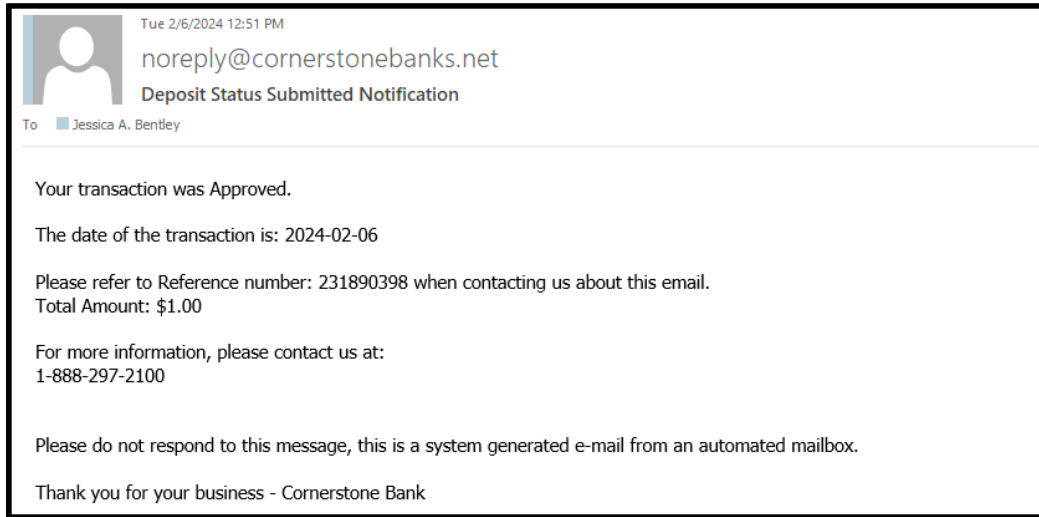 Tue 2/6/2024 12:51 PM
noreply@cornerstonebanks.net
Deposit Status Submitted Notification
To Jessica A. Bentley
Your transaction was Approved.
The date of the transaction is: 2024-02-06
Please refer to Reference number: 231890398 when contacting us about this email.
Total Amount: $1.00
For more information, please contact us at:
1-888-297-2100
Please do not respond to this message, this is a system generated e-mail from an automated mailbox.
Thank you for your business - Cornerstone Bank